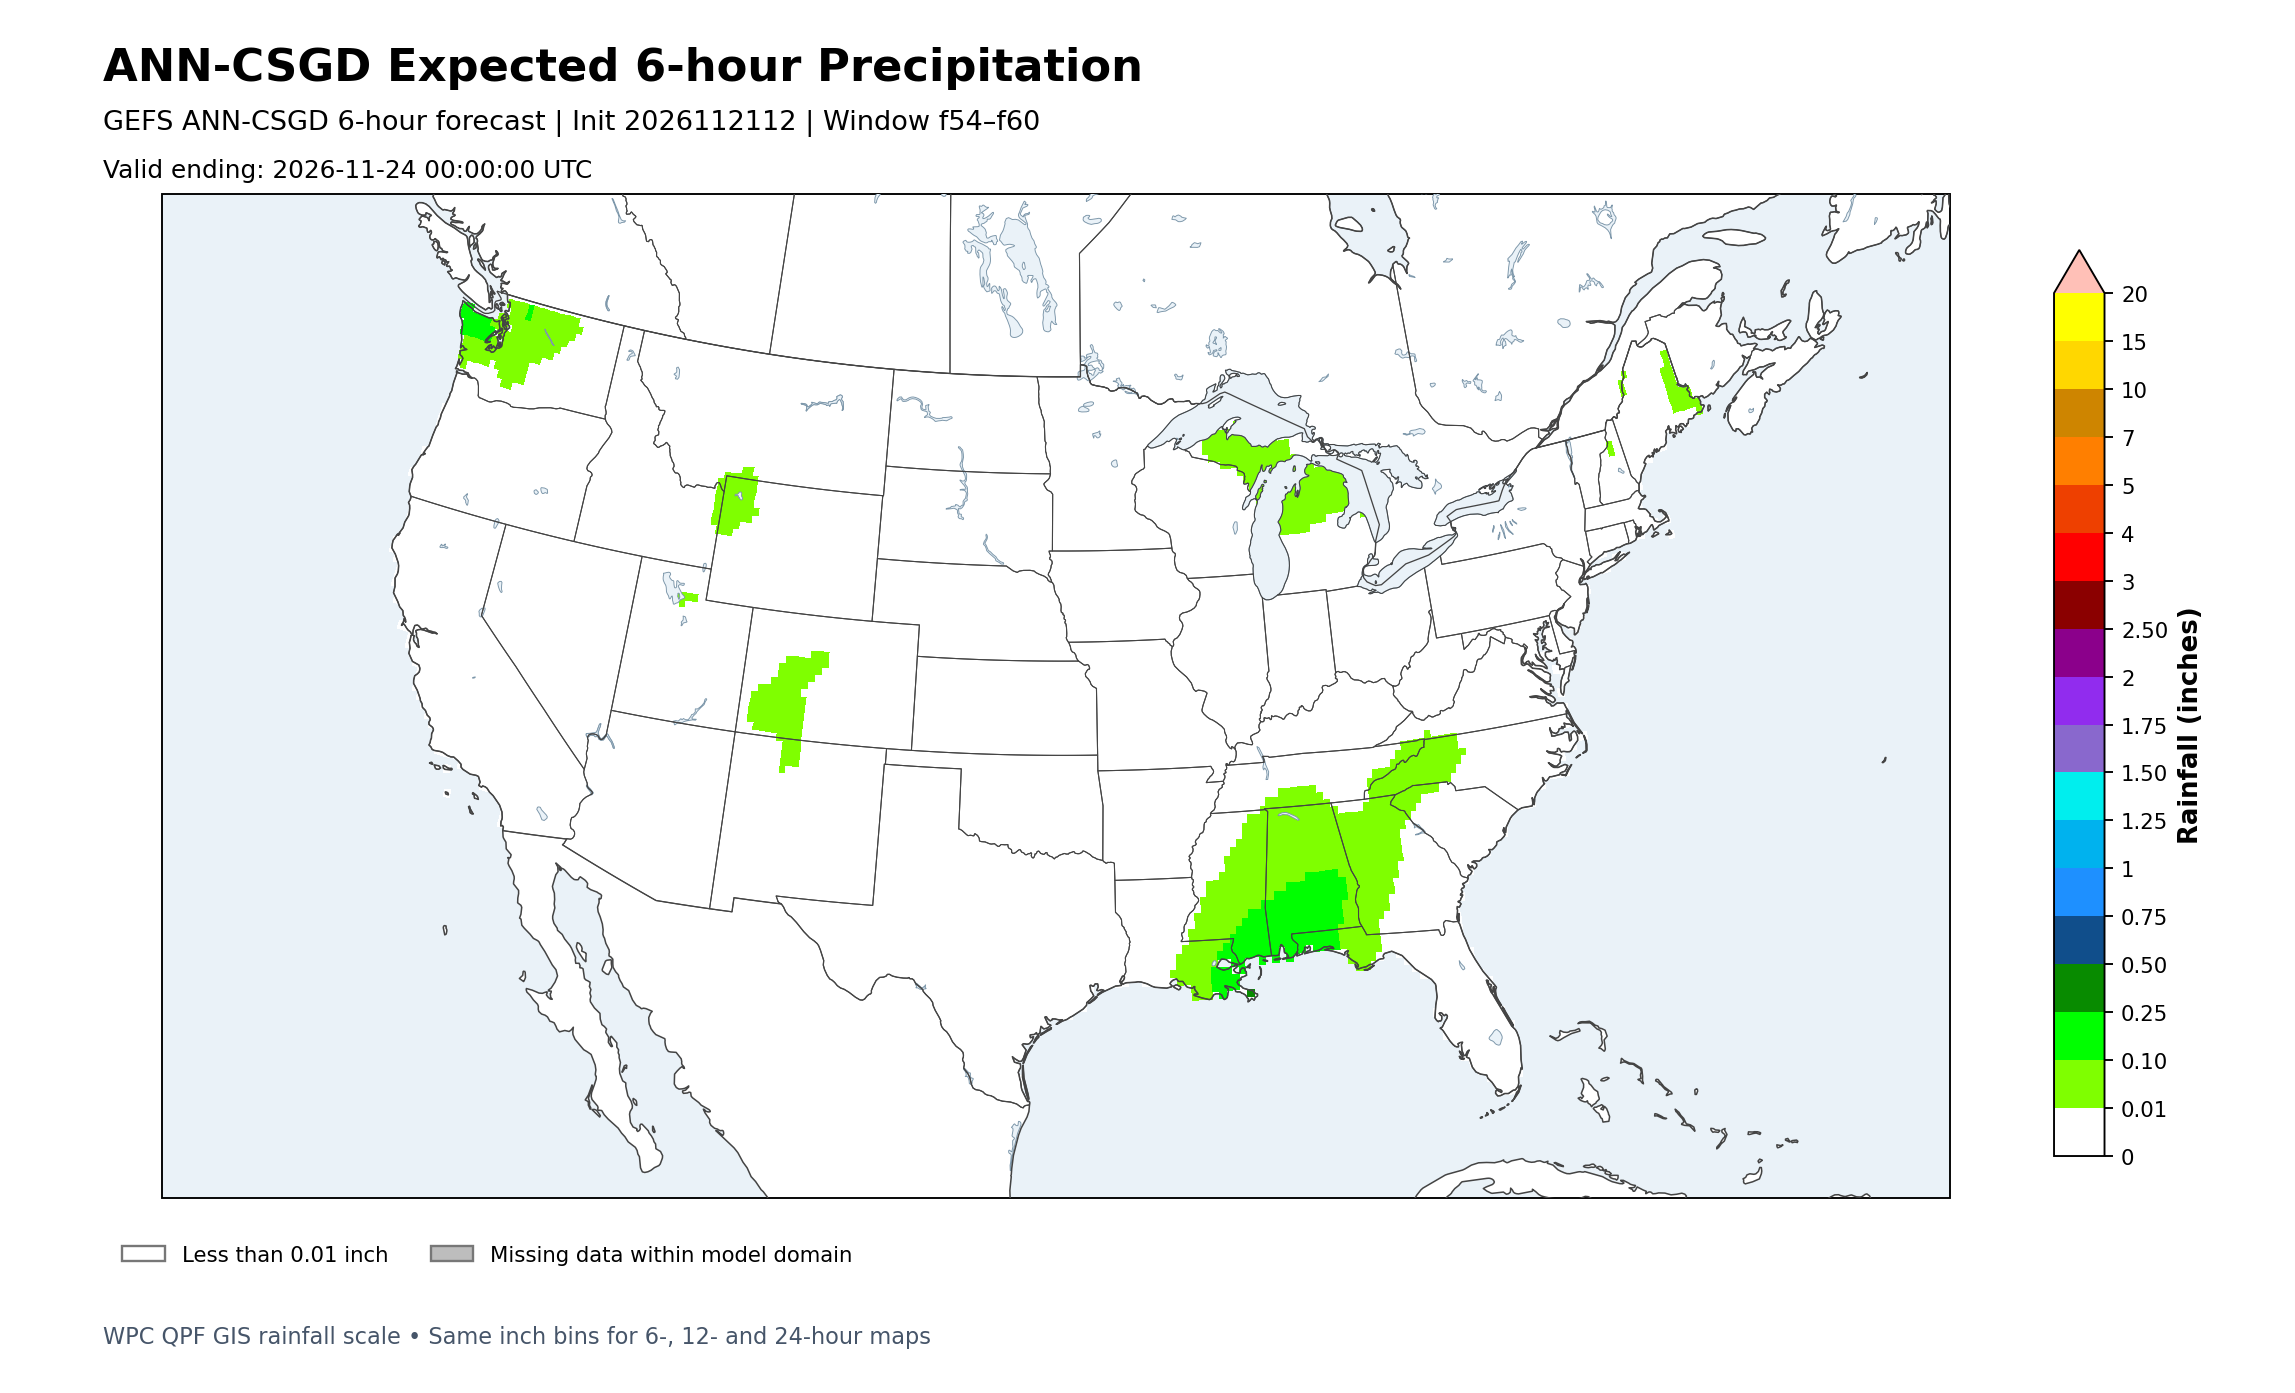 ANN-CSGD Expected 6-hour Precipitation
GEFS ANN-CSGD 6-hour forecast | Init 2026112112 | Window f54–f60
Valid ending: 2026-11-24 00:00:00 UTC
20
15
10
7
5
4
3
2.50
2
1.75
1.50
1.25
1
0.75
0.50
0.25
0.10
0.01
0
Rainfall (inches)
Less than 0.01 inch
Missing data within model domain
WPC QPF GIS rainfall scale • Same inch bins for 6-, 12- and 24-hour maps